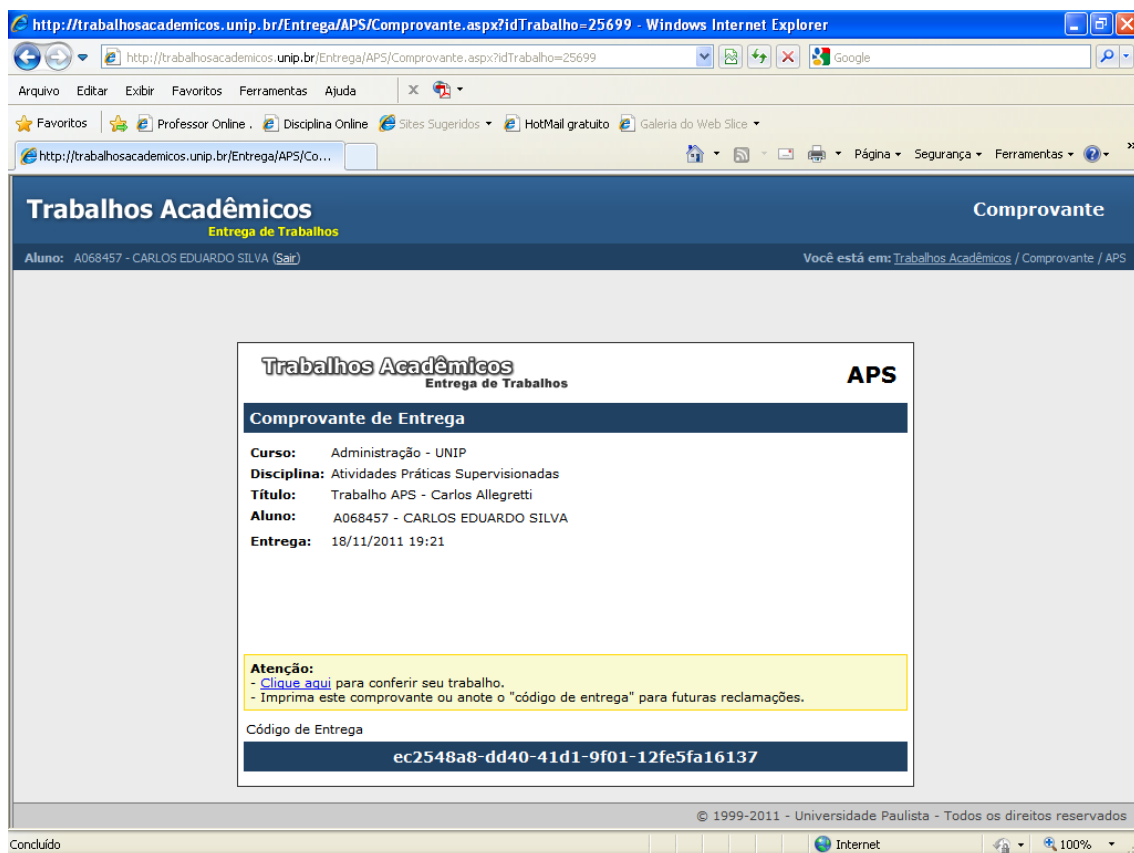 http://trabalhosacademicos.unip.br/Entrega/APS/Comprovante.aspx?idTrabalho=25699 - Windows Internet Explorer
http://trabalhosacademicos.unip.br/Entrega/APS/Comprovante.aspx?idTrabalho=25699 Google
Arquivo Editar Exibir Favoritos Ferramentas Ajuda
Favoritos Professor Online . Disciplina Online Sites Sugeridos HotMail gratuito Galeria do Web Slice
http://trabalhosacademicos.unip.br/Entrega/APS/Co... Página Segurança Ferramentas
Trabalhos Acadêmicos Comprovante
Entrega de Trabalhos
Aluno: A068457 - CARLOS EDUARDO SILVA (Sair) Você está em: Trabalhos Acadêmicos / Comprovante / APS
Trabalhos Acadêmicos APS
Entrega de Trabalhos
Comprovante de Entrega
Curso: Administração - UNIP
Disciplina: Atividades Práticas Supervisionadas
Título: Trabalho APS - Carlos Allegretti
Aluno: A068457 - CARLOS EDUARDO SILVA
Entrega: 18/11/2011 19:21
Atenção:
- Clique aqui para conferir seu trabalho.
- Imprima este comprovante ou anote o "código de entrega" para futuras reclamações.
Código de Entrega
ec2548a8-dd40-41d1-9f01-12fe5fa16137
© 1999-2011 - Universidade Paulista - Todos os direitos reservados
Concluído Internet 100%